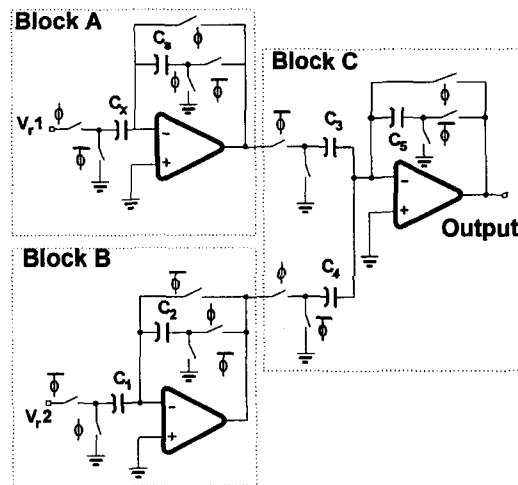 Block A
ϕ
C_s
ϕ
ϕ̅
V_r1
ϕ
C_x
ϕ̅
Block C
ϕ
ϕ̅
C_3
C_5
ϕ
ϕ̅
Output
Block B
ϕ̅
C_2
ϕ
ϕ̅
ϕ
C_4
ϕ̅
ϕ̅
V_r2
C_1
ϕ